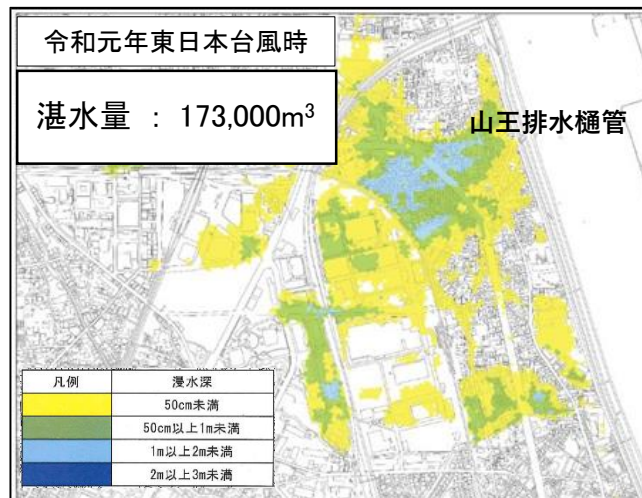 令和元年東日本台風時
湛水量 : 173,000m³
山王排水樋管
凡例 浸水深
50cm未満
50cm以上1m未満
1m以上2m未満
2m以上3m未満